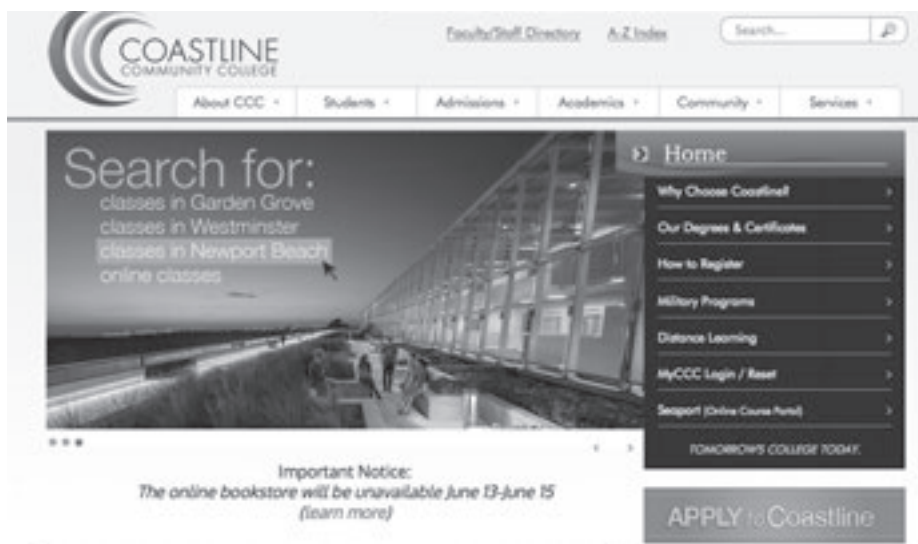 COASTLINE
COMMUNITY COLLEGE
Faculty/Staff Directory A-Z Index Search...
About CCC Students Admissions Academics Community Services
Search for:
classes in Garden Grove
classes in Westminster
classes in Newport Beach
online classes
Home
Why Choose Coastline?
Our Degrees & Certificates
How to Register
Military Programs
Distance Learning
MyCCC Login / Reset
Seaport (Online Course Portal)
TOMORROW'S COLLEGE TODAY.
Important Notice:
The online bookstore will be unavailable June 13-June 15
(learn more)
APPLY to Coastline